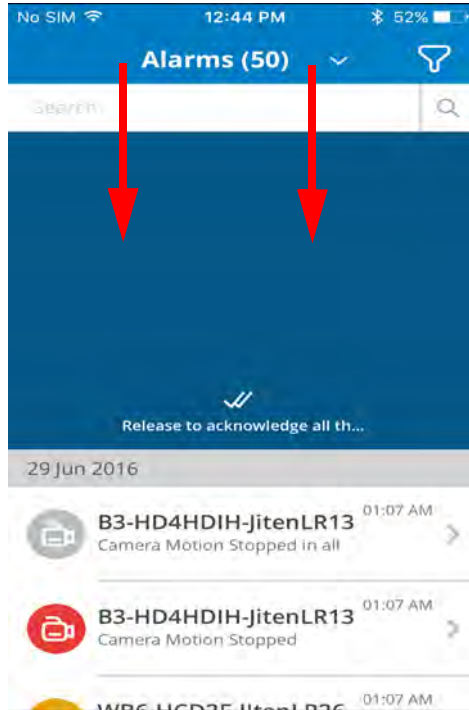 No SIM 12:44 PM 52%
Alarms (50)
Search
Release to acknowledge all th...
29 Jun 2016
B3-HD4HDIH-JitenLR13 01:07 AM
Camera Motion Stopped in all
B3-HD4HDIH-JitenLR13 01:07 AM
Camera Motion Stopped
01:07 AM